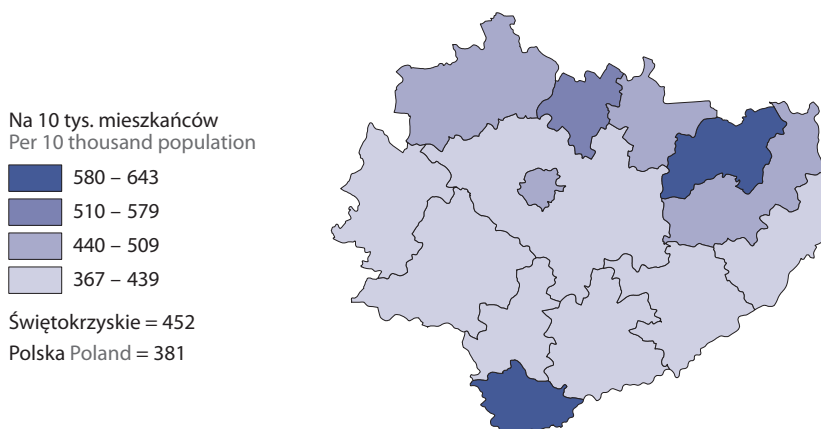 Na 10 tys. mieszkańców
Per 10 thousand population
580 – 643
510 – 579
440 – 509
367 – 439
Świętokrzyskie = 452
Polska Poland = 381